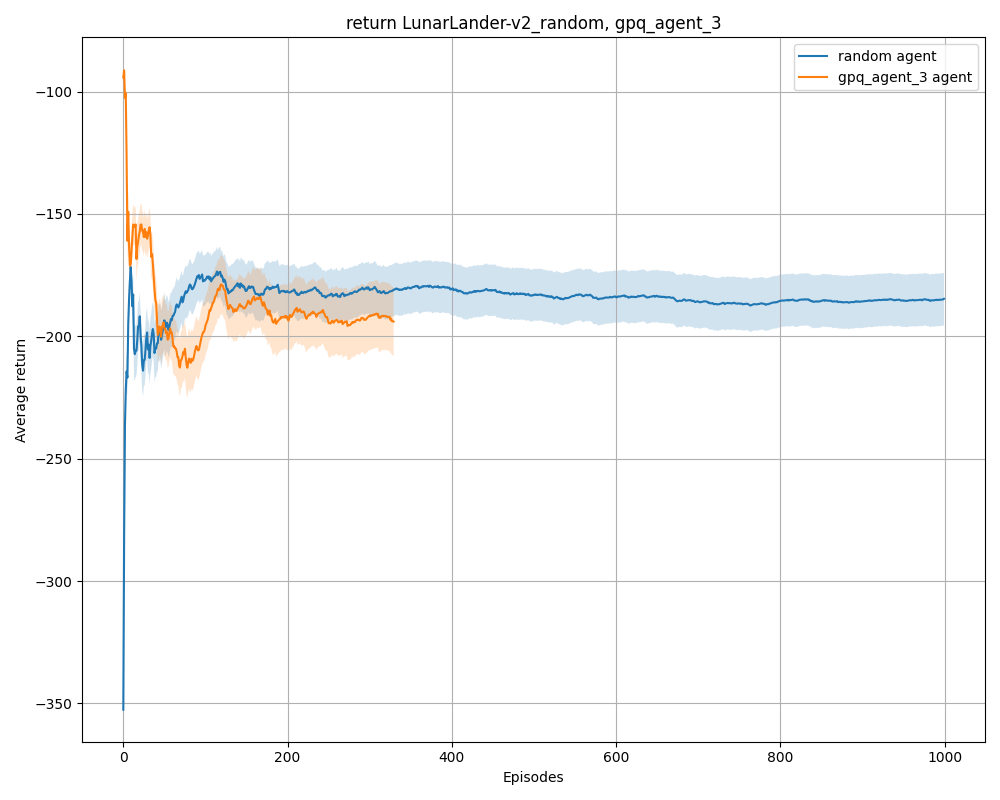 return LunarLander-v2_random, gpq_agent_3
random agent
gpq_agent_3 agent
−100
−150
−200
−250
−300
−350
Average return
0
200
400
600
800
1000
Episodes